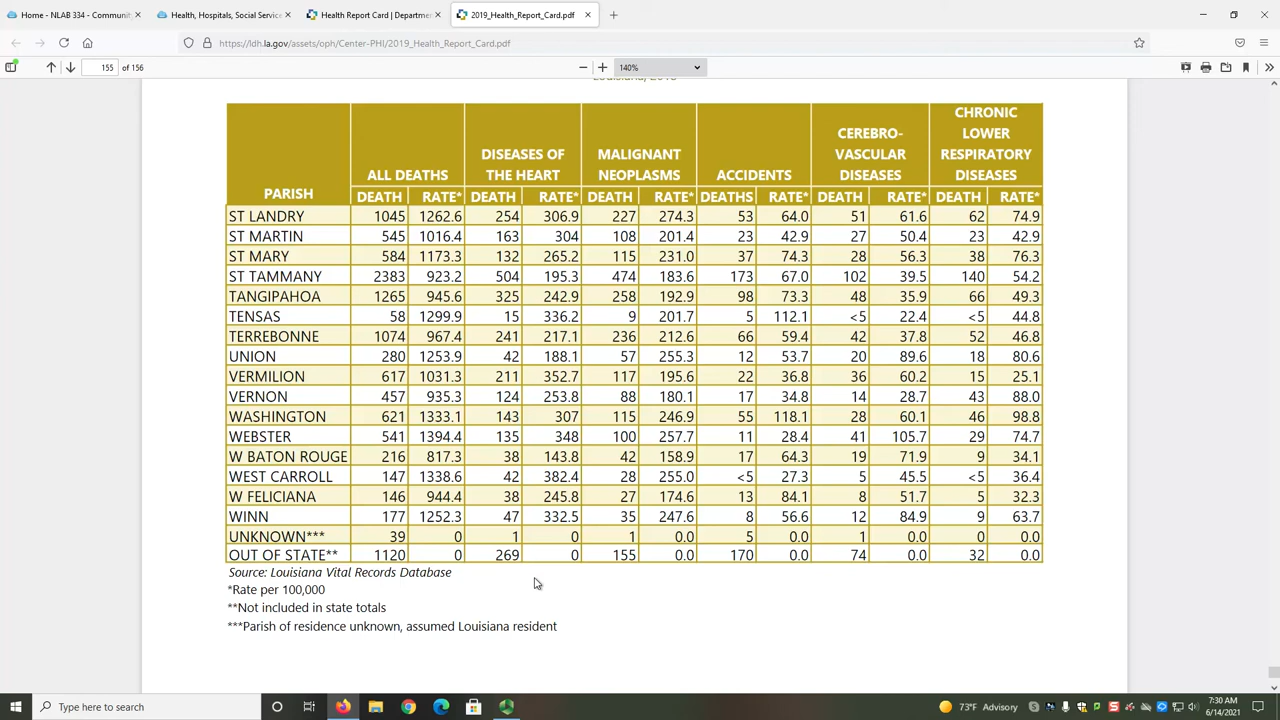 Home - NLAB 334 - Communit
Health, Hospitals, Social Service
Health Report Card | Departmen
2019_Health_Report_Card.pdf
https://ldh.la.gov/assets/oph/Center-PHI/2019_Health_Report_Card.pdf
155 of 156
140%
PARISH ALL DEATHS DISEASES OF THE HEART MALIGNANT NEOPLASMS ACCIDENTS CEREBRO-VASCULAR DISEASES CHRONIC LOWER RESPIRATORY DISEASES
DEATH RATE* DEATH RATE* DEATH RATE* DEATHS RATE* DEATH RATE* DEATH RATE*
ST LANDRY 1045 1262.6 254 306.9 227 274.3 53 64.0 51 61.6 62 74.9
ST MARTIN 545 1016.4 163 304 108 201.4 23 42.9 27 50.4 23 42.9
ST MARY 584 1173.3 132 265.2 115 231.0 37 74.3 28 56.3 38 76.3
ST TAMMANY 2383 923.2 504 195.3 474 183.6 173 67.0 102 39.5 140 54.2
TANGIPAHOA 1265 945.6 325 242.9 258 192.9 98 73.3 48 35.9 66 49.3
TENSAS 58 1299.9 15 336.2 9 201.7 5 112.1 <5 22.4 <5 44.8
TERREBONNE 1074 967.4 241 217.1 236 212.6 66 59.4 42 37.8 52 46.8
UNION 280 1253.9 42 188.1 57 255.3 12 53.7 20 89.6 18 80.6
VERMILION 617 1031.3 211 352.7 117 195.6 22 36.8 36 60.2 15 25.1
VERNON 457 935.3 124 253.8 88 180.1 17 34.8 14 28.7 43 88.0
WASHINGTON 621 1333.1 143 307 115 246.9 55 118.1 28 60.1 46 98.8
WEBSTER 541 1394.4 135 348 100 257.7 11 28.4 41 105.7 29 74.7
W BATON ROUGE 216 817.3 38 143.8 42 158.9 17 64.3 19 71.9 9 34.1
WEST CARROLL 147 1338.6 42 382.4 28 255.0 <5 27.3 5 45.5 <5 36.4
W FELICIANA 146 944.4 38 245.8 27 174.6 13 84.1 8 51.7 5 32.3
WINN 177 1252.3 47 332.5 35 247.6 8 56.6 12 84.9 9 63.7
UNKNOWN*** 39 0 1 0 1 0.0 5 0.0 1 0.0 0 0.0
OUT OF STATE** 1120 0 269 0 155 0.0 170 0.0 74 0.0 32 0.0
Source: Louisiana Vital Records Database
*Rate per 100,000
**Not included in state totals
***Parish of residence unknown, assumed Louisiana resident
Type here to search
73°F Advisory
7:30 AM
6/14/2021